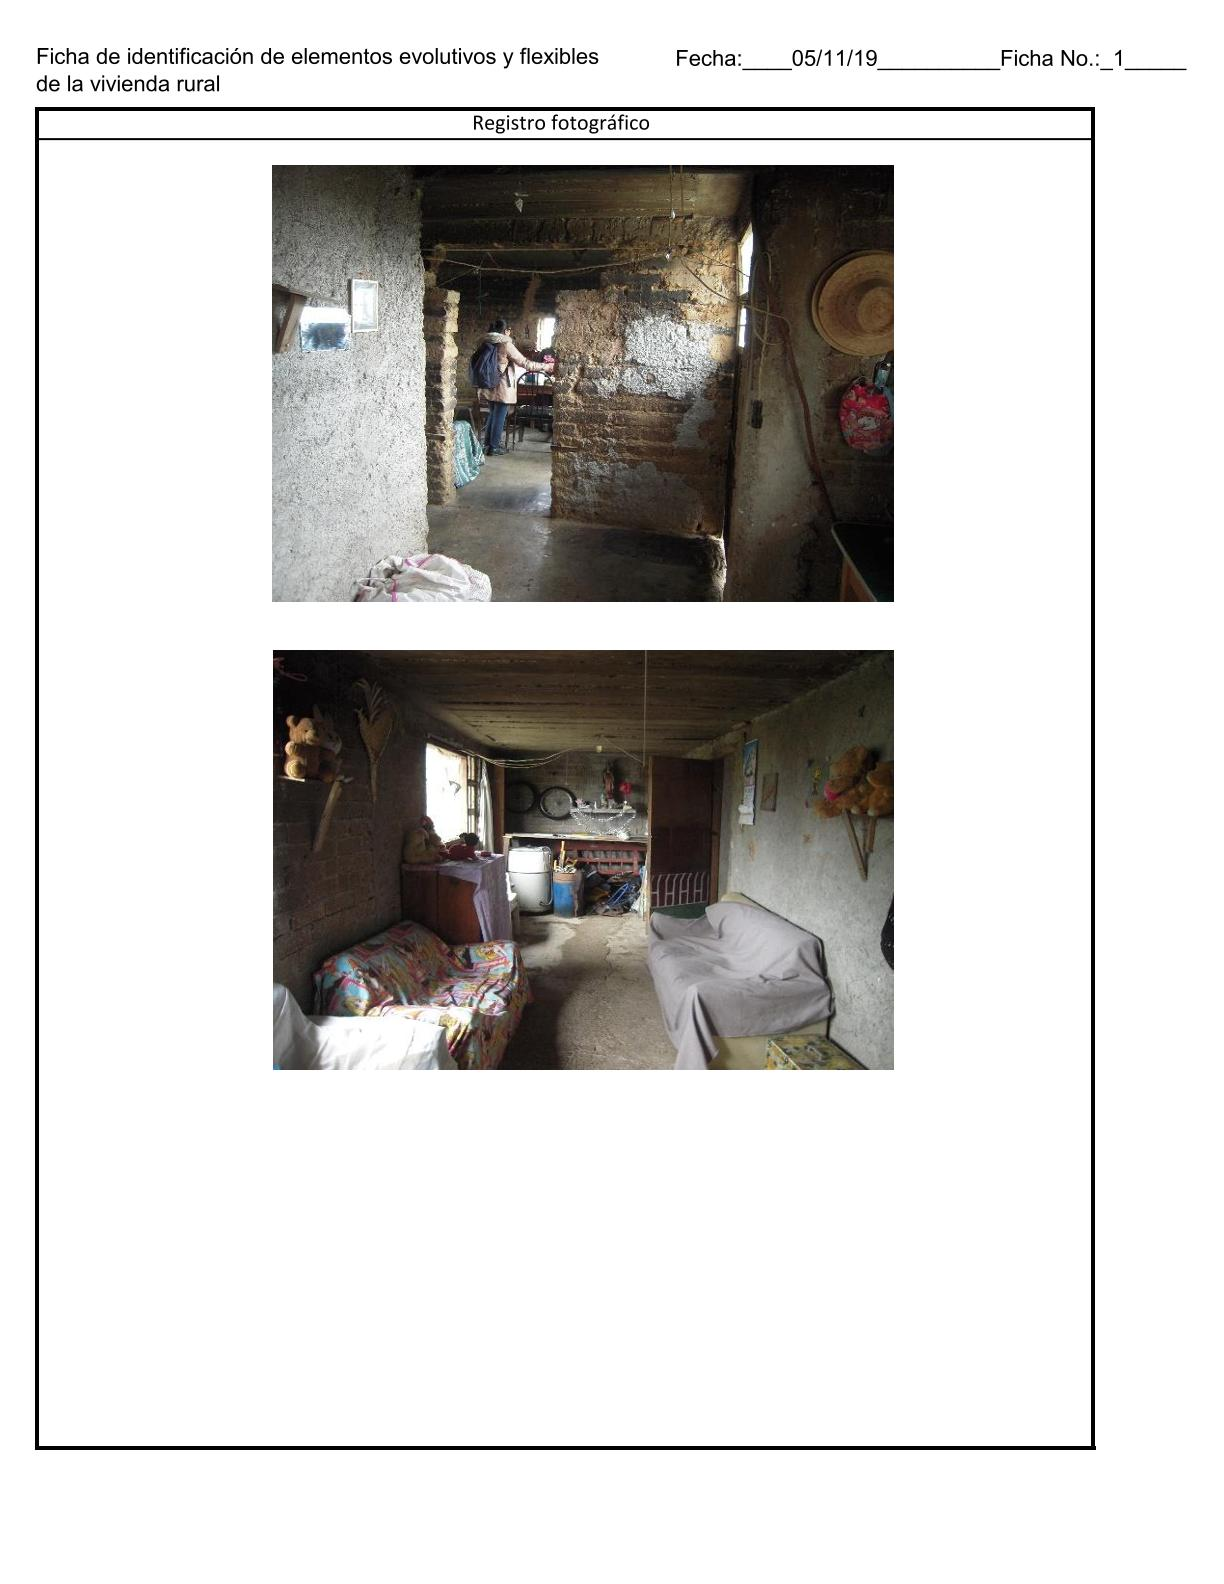 Ficha de identificación de elementos evolutivos y flexibles
de la vivienda rural
Fecha:____05/11/19__________Ficha No.:_1_____
Registro fotográfico